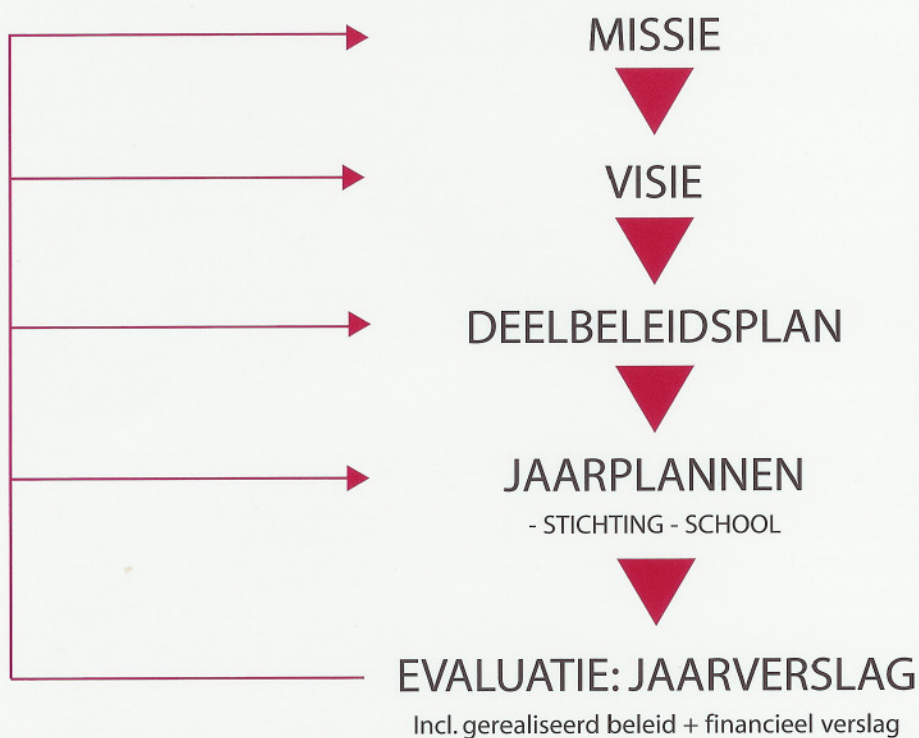 MISSIE
VISIE
DEELBELEIDSPLAN
JAARPLANNEN
- STICHTING - SCHOOL
EVALUATIE: JAARVERSLAG
Incl. gerealiseerd beleid + financieel verslag